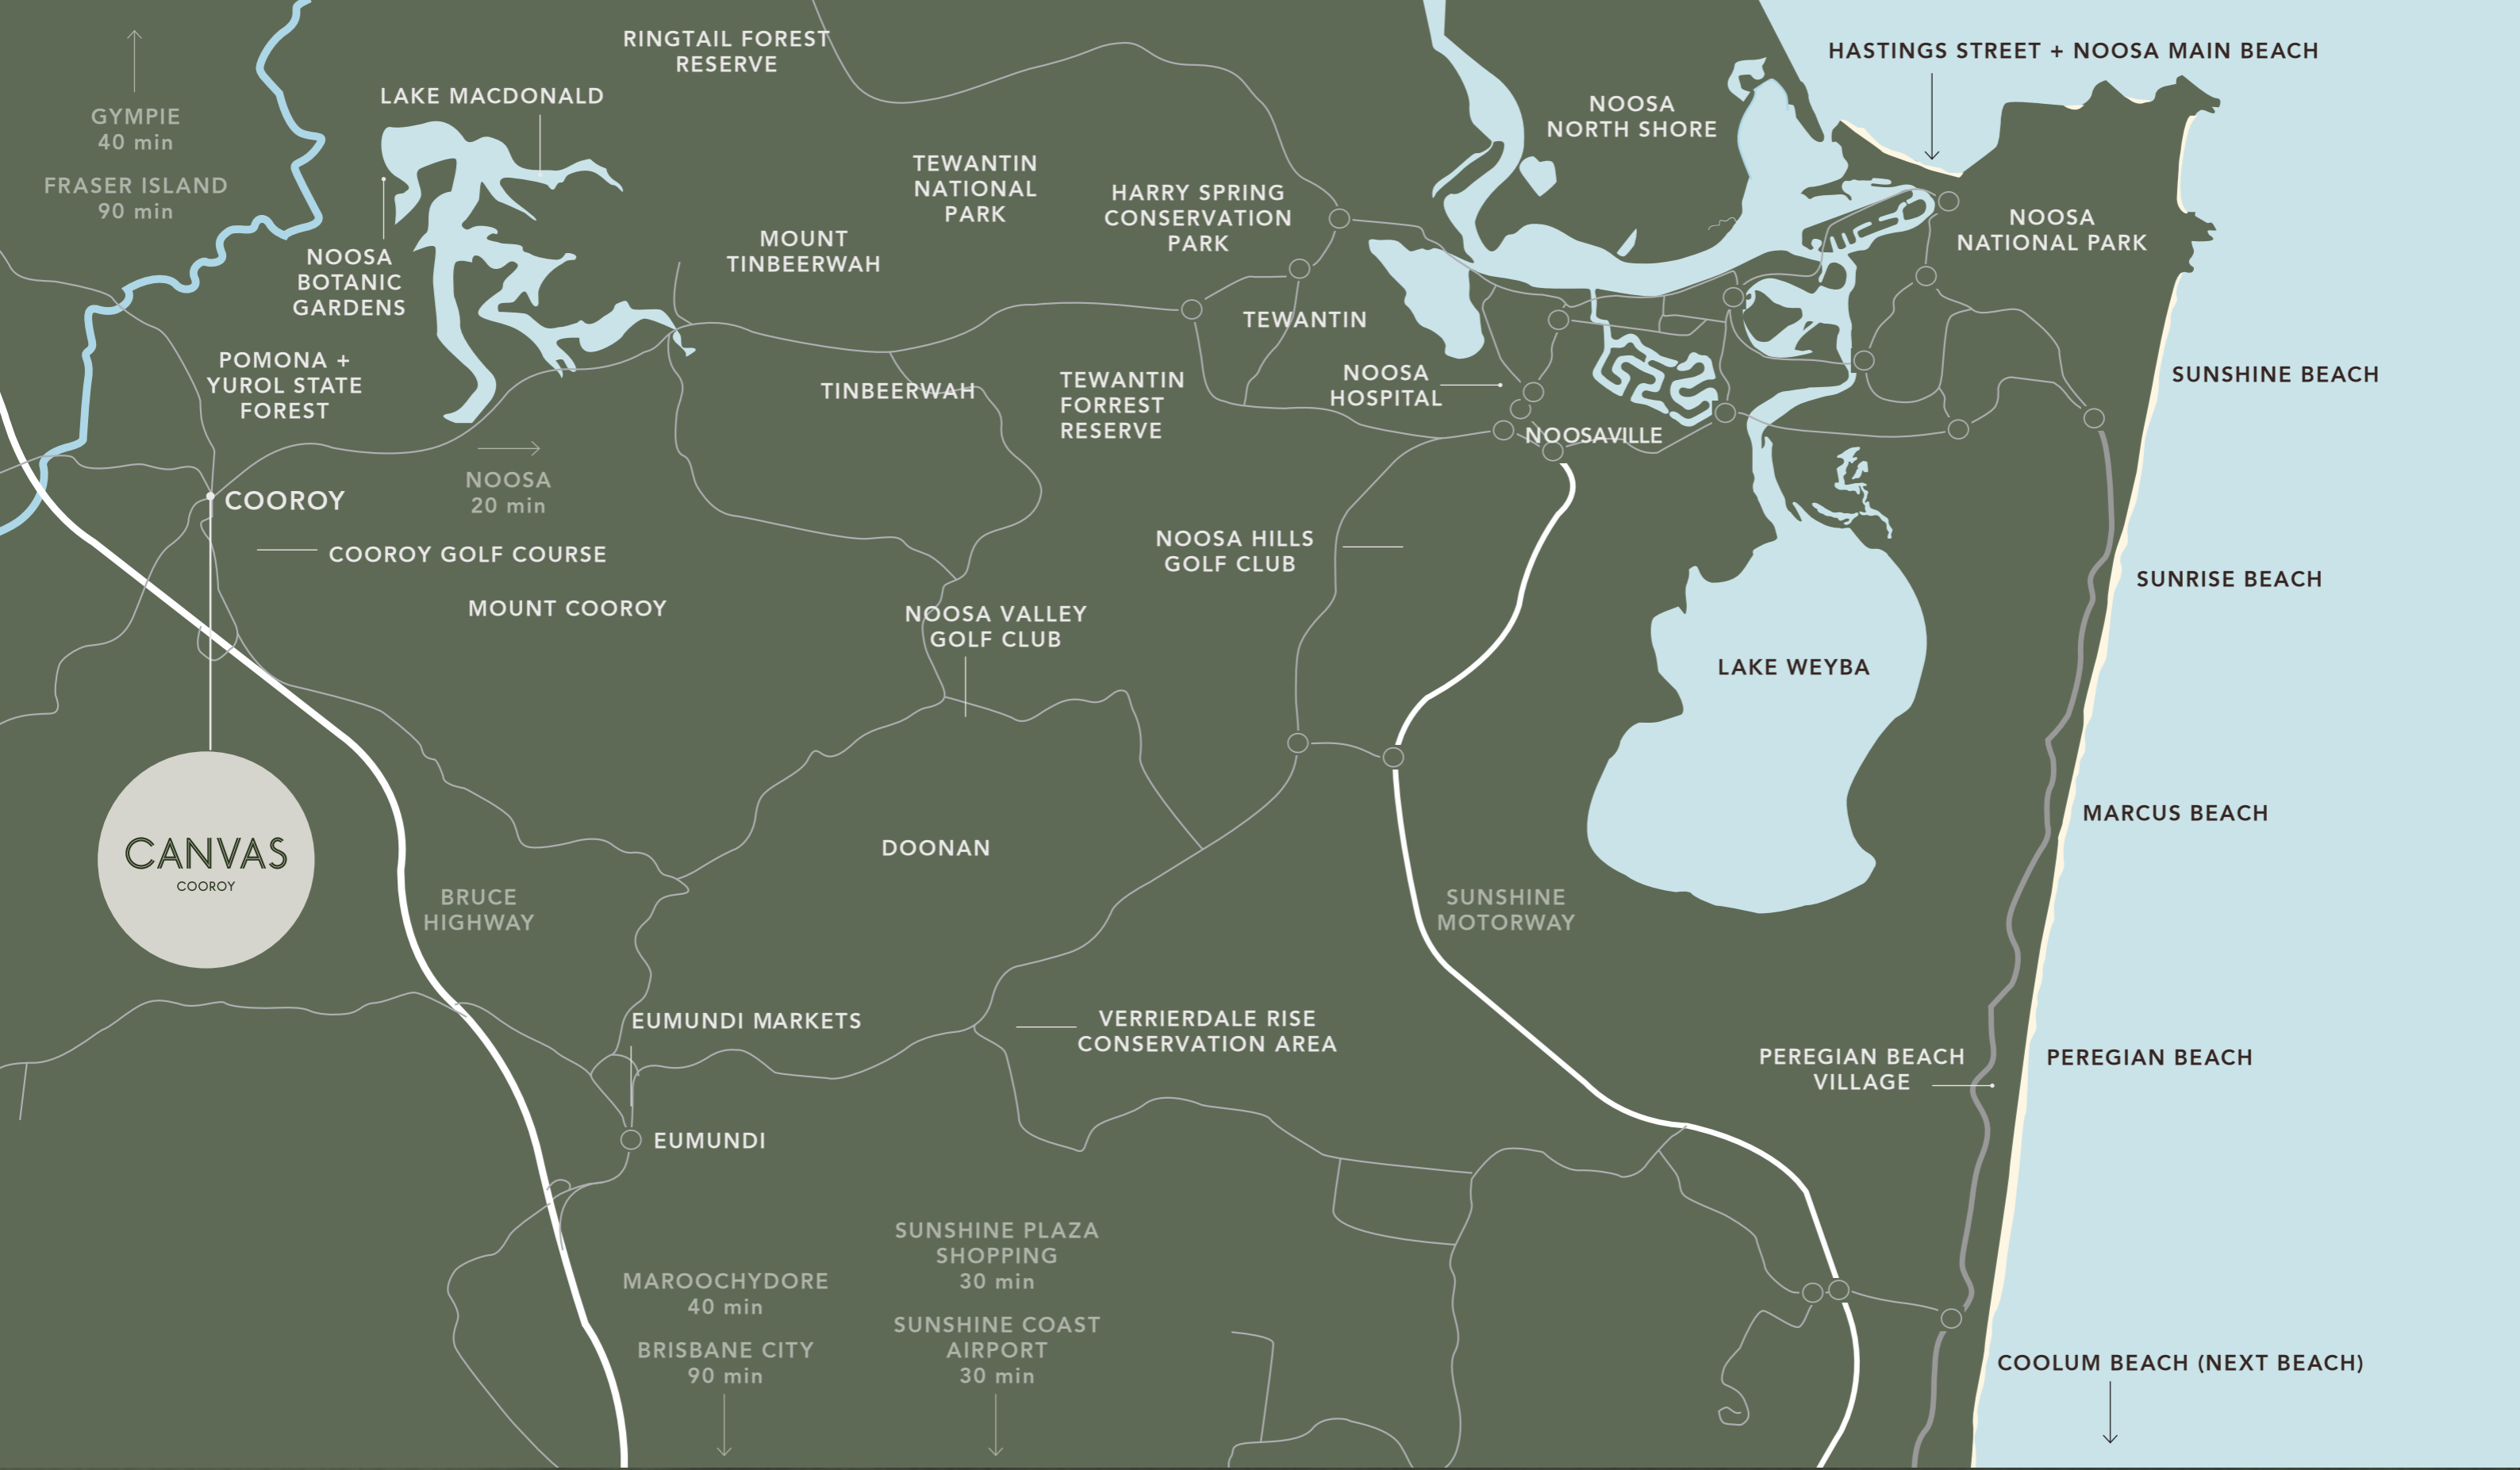 GYMPIE
40 min
FRASER ISLAND
90 min
RINGTAIL FOREST
RESERVE
LAKE MACDONALD
NOOSA
BOTANIC
GARDENS
MOUNT
TINBEERWAH
TEWANTIN
NATIONAL
PARK
HARRY SPRING
CONSERVATION
PARK
NOOSA
NORTH SHORE
HASTINGS STREET + NOOSA MAIN BEACH
NOOSA
NATIONAL PARK
POMONA +
YUROL STATE
FOREST
TINBEERWAH
TEWANTIN
FORREST
RESERVE
TEWANTIN
NOOSA
HOSPITAL
NOOSAVILLE
SUNSHINE BEACH
COOROY
NOOSA
20 min
COOROY GOLF COURSE
MOUNT COOROY
NOOSA VALLEY
GOLF CLUB
NOOSA HILLS
GOLF CLUB
SUNRISE BEACH
LAKE WEYBA
CANVAS
COOROY
BRUCE
HIGHWAY
DOONAN
SUNSHINE
MOTORWAY
MARCUS BEACH
EUMUNDI MARKETS
VERRIERDALE RISE
CONSERVATION AREA
PEREGIAN BEACH
VILLAGE
PEREGIAN BEACH
EUMUNDI
MAROOCHYDORE
40 min
BRISBANE CITY
90 min
SUNSHINE PLAZA
SHOPPING
30 min
SUNSHINE COAST
AIRPORT
30 min
COOLUM BEACH (NEXT BEACH)